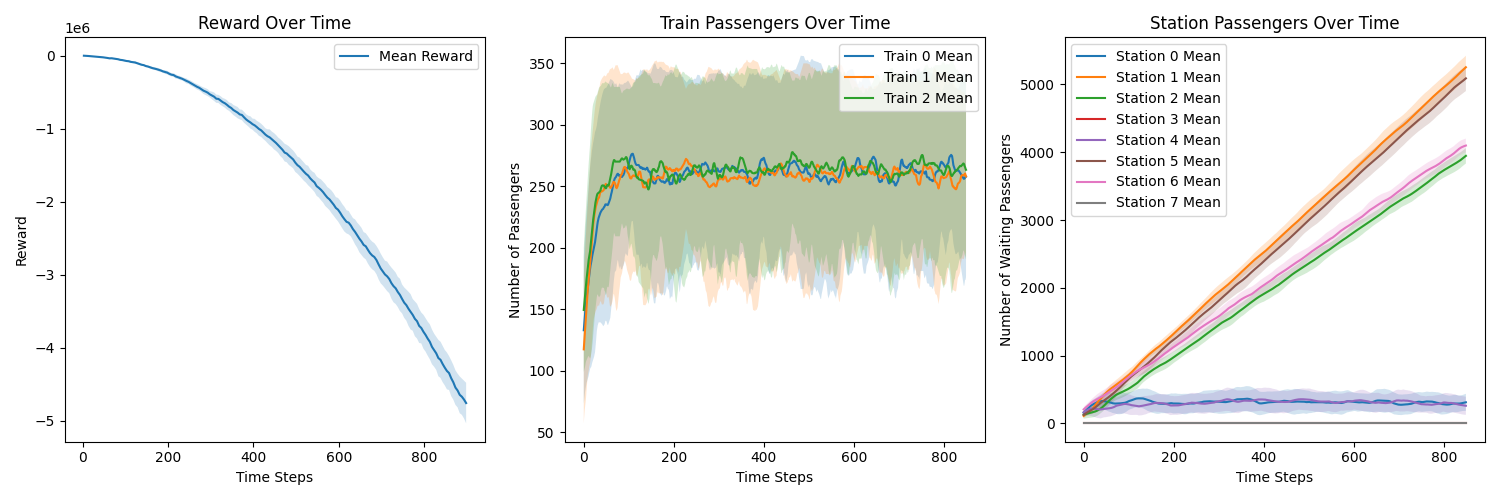 Reward Over Time
1e6
Mean Reward
0
−1
−2
−3
−4
−5
Reward
0 200 400 600 800
Time Steps
Train Passengers Over Time
Train 0 Mean
Train 1 Mean
Train 2 Mean
350
300
250
200
150
100
50
Number of Passengers
0 200 400 600 800
Time Steps
Station Passengers Over Time
Station 0 Mean
Station 1 Mean
Station 2 Mean
Station 3 Mean
Station 4 Mean
Station 5 Mean
Station 6 Mean
Station 7 Mean
5000
4000
3000
2000
1000
0
Number of Waiting Passengers
0 200 400 600 800
Time Steps